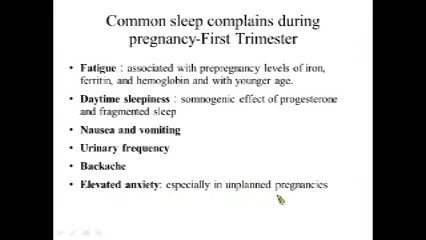 Common sleep complains during
pregnancy-First Trimester
• Fatigue : associated with prepregnancy levels of iron,
ferritin, and hemoglobin and with younger age.
• Daytime sleepiness : somnogenic effect of progesterone
and fragmented sleep
• Nausea and vomiting
• Urinary frequency
• Backache
• Elevated anxiety: especially in unplanned pregnancies